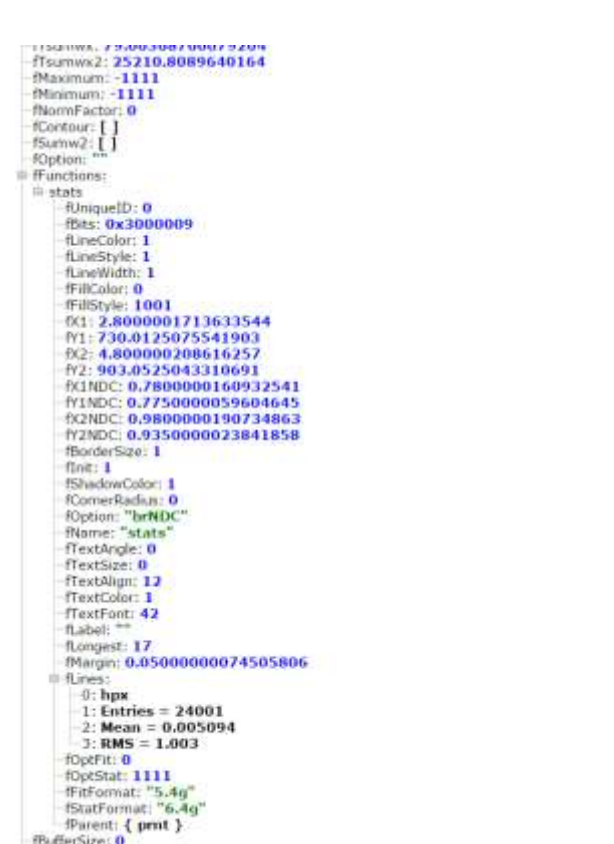 fTsumwx2: 25210.8089640164
fMaximum: -1111
fMinimum: -1111
fNormFactor: 0
fContour: [ ]
fSumw2: [ ]
fOption: ""
fFunctions:
stats
fUniqueID: 0
fBits: 0x3000009
fLineColor: 1
fLineStyle: 1
fLineWidth: 1
fFillColor: 0
fFillStyle: 1001
fX1: 2.8000001713633544
fY1: 730.0125075541903
fX2: 4.800000208616257
fY2: 903.0525043310691
fX1NDC: 0.7800000160932541
fY1NDC: 0.7750000059604645
fX2NDC: 0.9800000190734863
fY2NDC: 0.9350000023841858
fBorderSize: 1
fInit: 1
fShadowColor: 1
fCornerRadius: 0
fOption: "brNDC"
fName: "stats"
fTextAngle: 0
fTextSize: 0
fTextAlign: 12
fTextColor: 1
fTextFont: 42
fLabel: ""
fLongest: 17
fMargin: 0.05000000074505806
fLines:
0: hpx
1: Entries = 24001
2: Mean = 0.005094
3: RMS = 1.003
fOptFit: 0
fOptStat: 1111
fFitFormat: "5.4g"
fStatFormat: "6.4g"
fParent: { prnt }
fBufferSize: 0